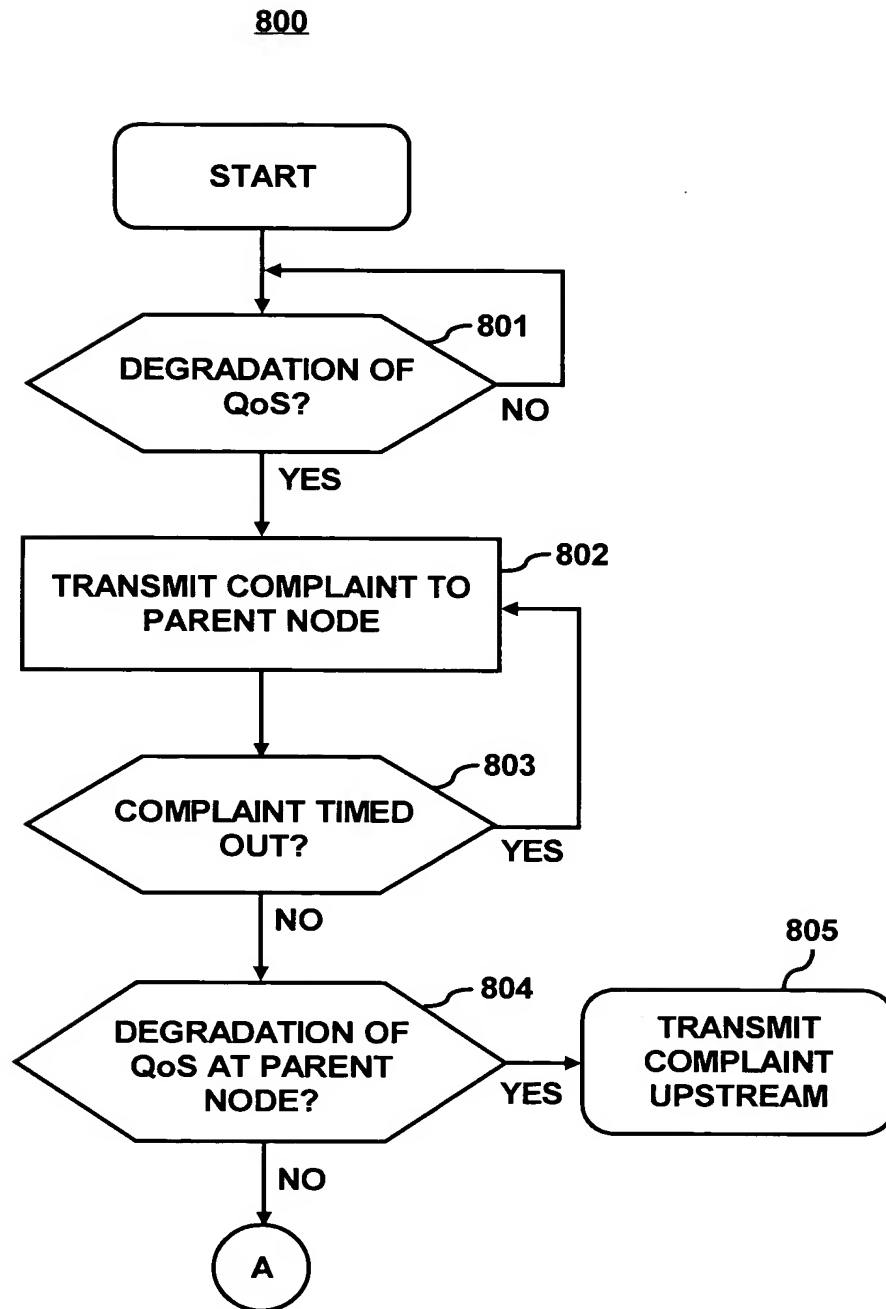 800
START
801
DEGRADATION OF
QoS?
NO
YES
802
TRANSMIT COMPLAINT TO
PARENT NODE
803
COMPLAINT TIMED
OUT?
YES
NO
804
DEGRADATION OF
QoS AT PARENT
NODE?
YES
805
TRANSMIT
COMPLAINT
UPSTREAM
NO
A